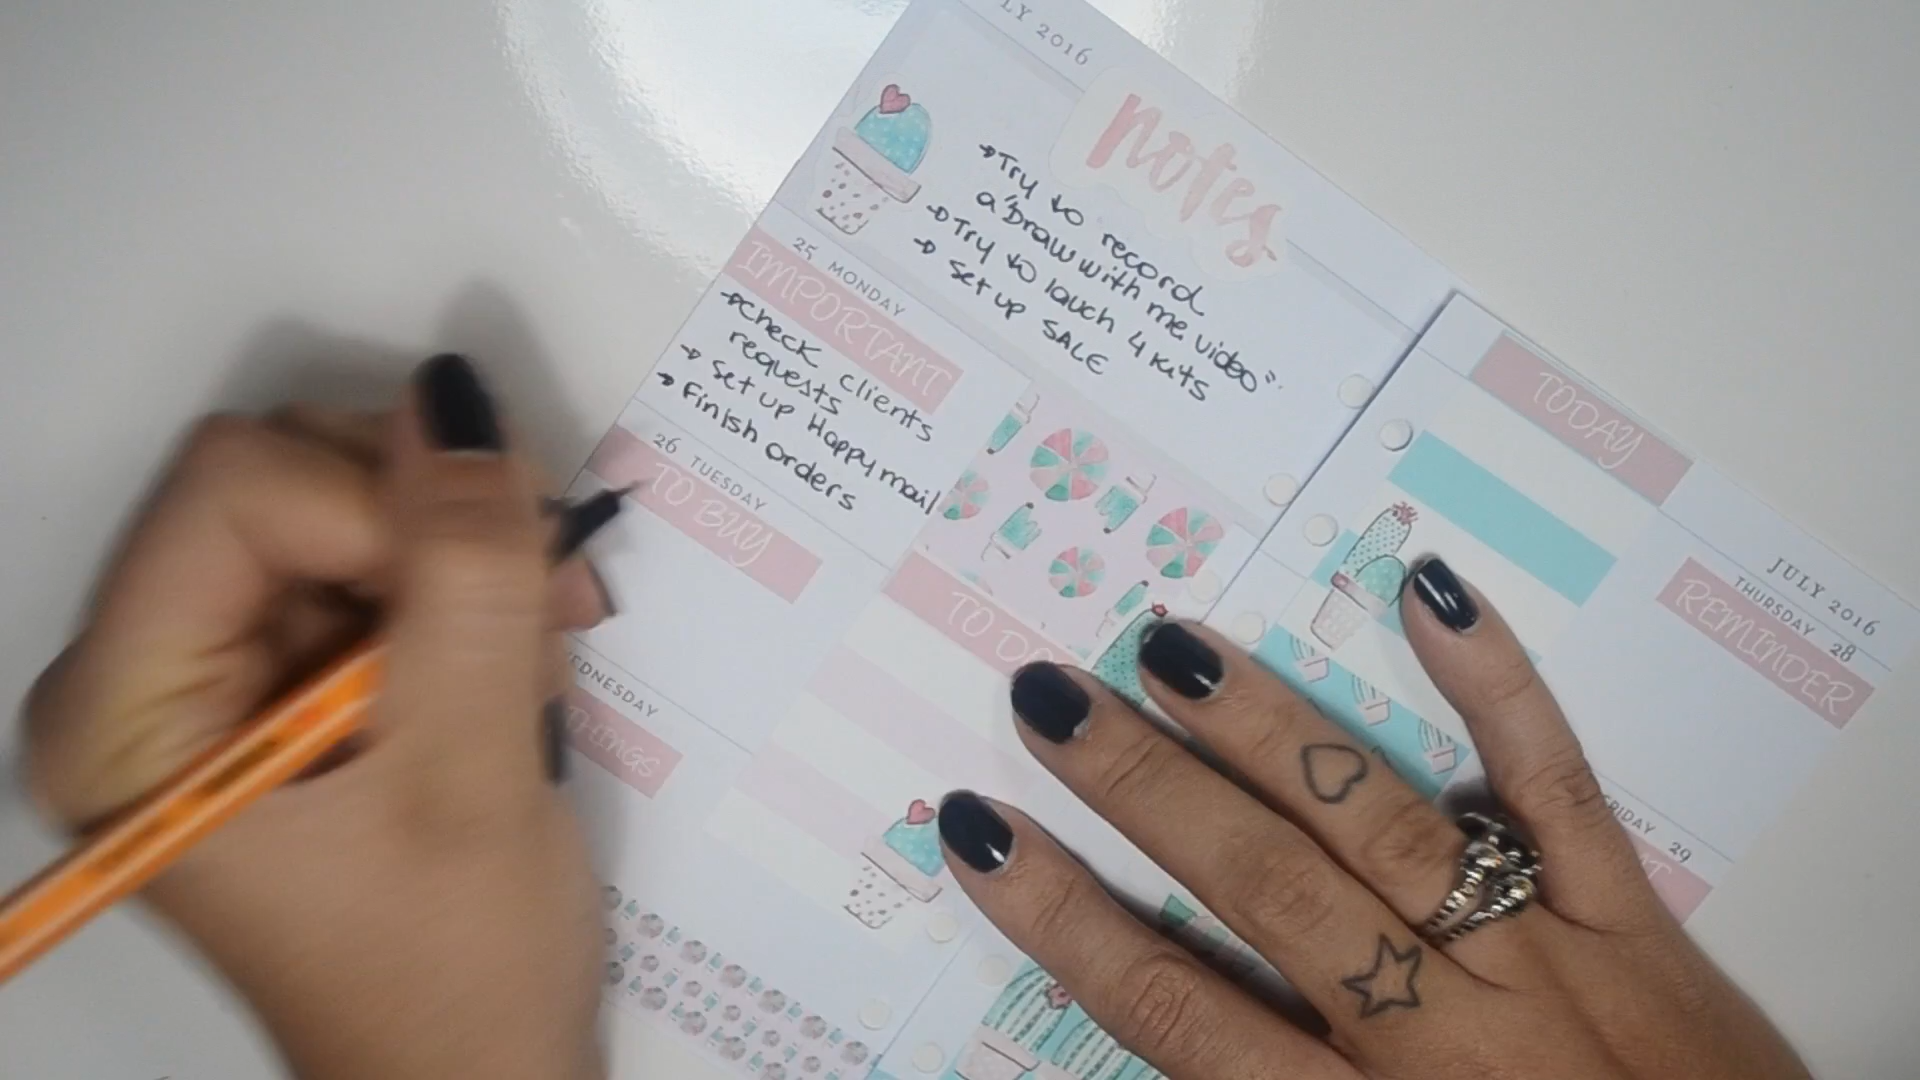 LY 2016
notes
→Try to record
a "Draw with me video".
→Try to lauch 4 kits
→ Set up SALE
25 MONDAY
IMPORTANT
→Check clients
requests
→ Set up Happy mail
→ Finish orders
26 TUESDAY
TO BUY
TO DO
EDNESDAY
THINGS
TODAY
JULY 2016
THURSDAY 28
REMINDER
FRIDAY 29